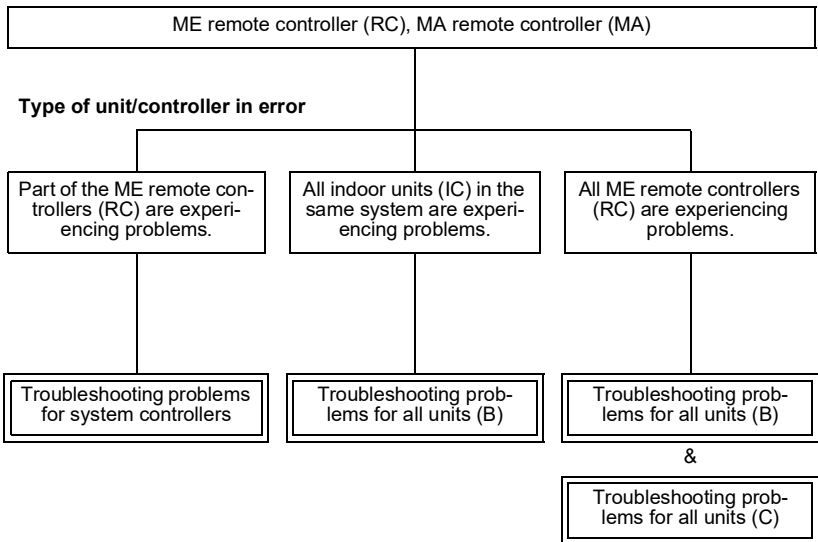 ME remote controller (RC), MA remote controller (MA)
Type of unit/controller in error
Part of the ME remote con-
trollers (RC) are experi-
encing problems.
All indoor units (IC) in the
same system are experi-
encing problems.
All ME remote controllers
(RC) are experiencing
problems.
Troubleshooting problems
for system controllers
Troubleshooting prob-
lems for all units (B)
Troubleshooting prob-
lems for all units (B)
&
Troubleshooting prob-
lems for all units (C)